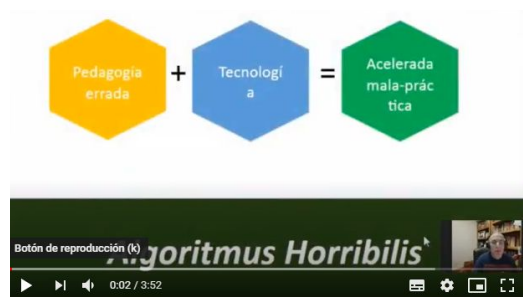 Pedagogía
errada
+
Tecnologí
a
=
Acelerada
mala-prác
tica
Algoritmus Horribilis
Botón de reproducción (k)
0:02 / 3:52